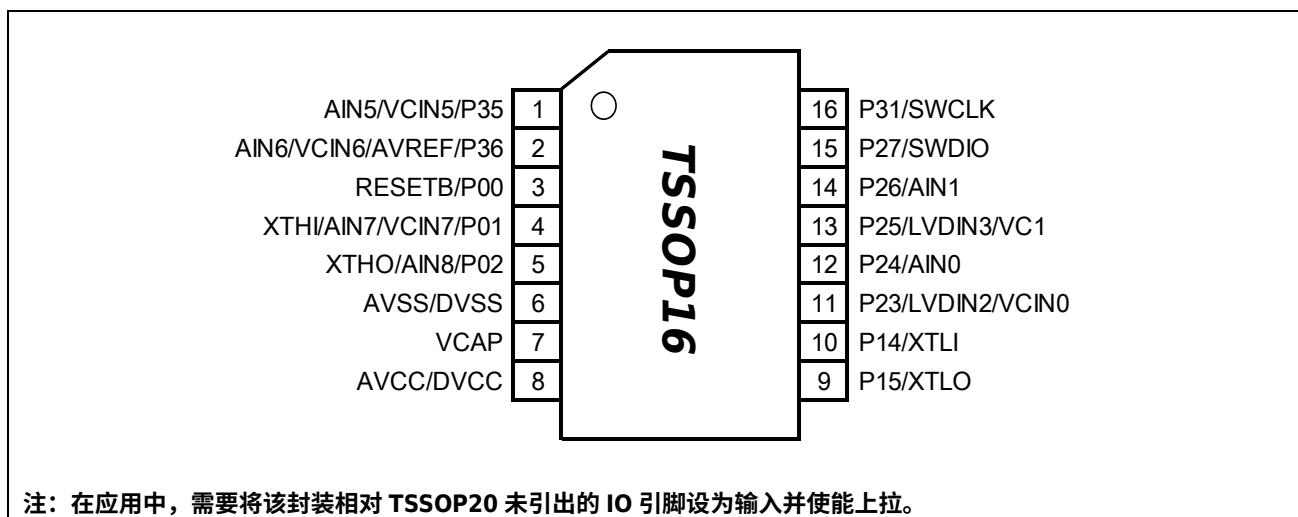 AIN5/VCIN5/P35 1 16 P31/SWCLK
AIN6/VCIN6/AVREF/P36 2 15 P27/SWDIO
RESETB/P00 3 14 P26/AIN1
XTHI/AIN7/VCIN7/P01 4 13 P25/LVDIN3/VC1
XTHO/AIN8/P02 5 12 P24/AIN0
AVSS/DVSS 6 11 P23/LVDIN2/VCIN0
VCAP 7 10 P14/XTLI
AVCC/DVCC 8 9 P15/XTLO
TSSOP16
注：在应用中，需要将该封装相对 TSSOP20 未引出的 IO 引脚设为输入并使能上拉。